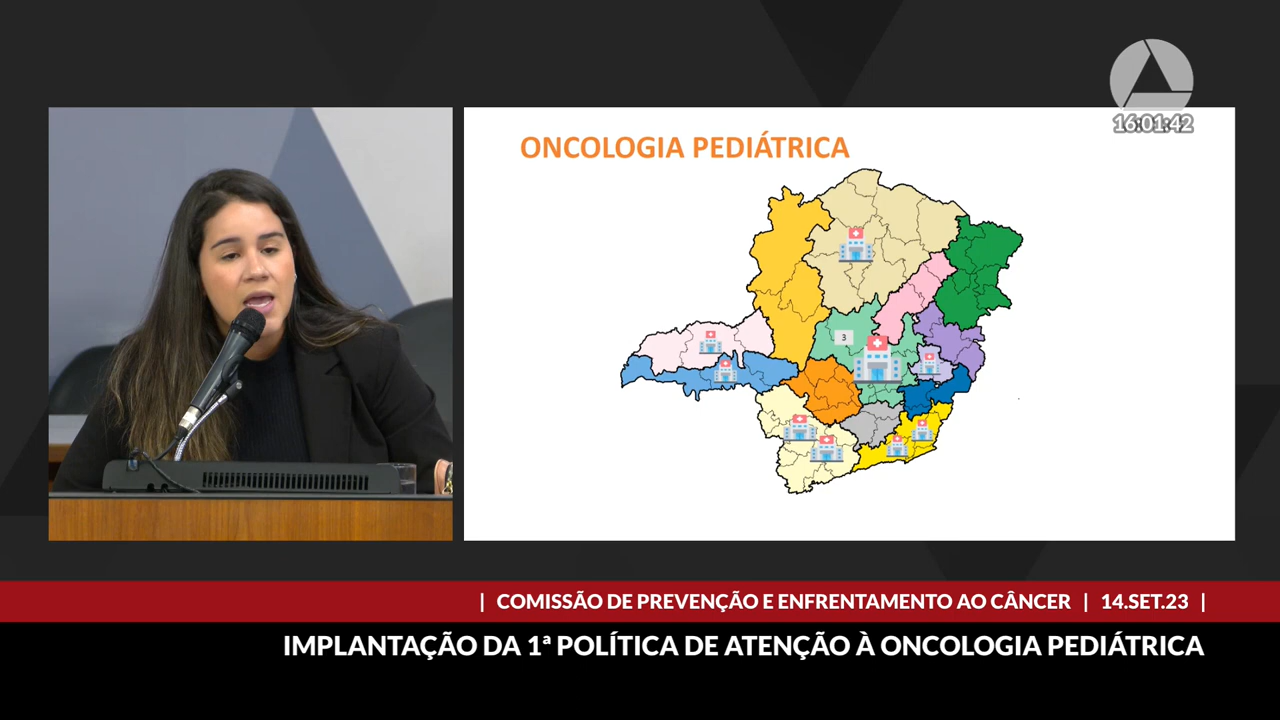 16:01:42
ONCOLOGIA PEDIÁTRICA
3
| COMISSÃO DE PREVENÇÃO E ENFRENTAMENTO AO CÂNCER | 14.SET.23 |
IMPLANTAÇÃO DA 1ª POLÍTICA DE ATENÇÃO À ONCOLOGIA PEDIÁTRICA